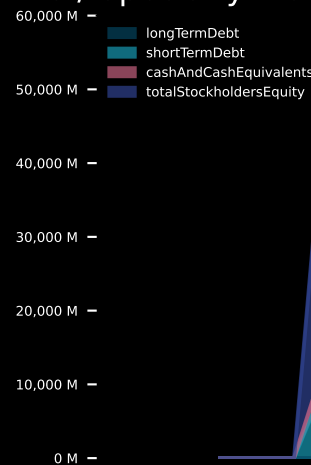 60,000 M
longTermDebt
shortTermDebt
cashAndCashEquivalents
totalStockholdersEquity
50,000 M
40,000 M
30,000 M
20,000 M
10,000 M
0 M